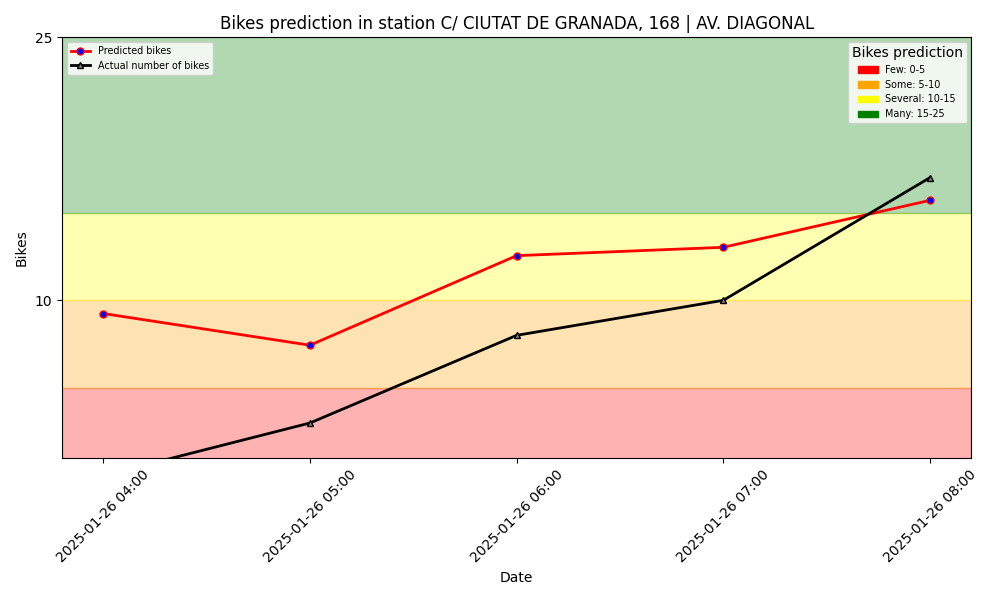 Bikes prediction in station C/ CIUTAT DE GRANADA, 168 | AV. DIAGONAL
25
Predicted bikes
Actual number of bikes
Bikes prediction
Few: 0-5
Some: 5-10
Several: 10-15
Many: 15-25
Bikes
10
2025-01-26 04:00
2025-01-26 05:00
2025-01-26 06:00
2025-01-26 07:00
2025-01-26 08:00
Date